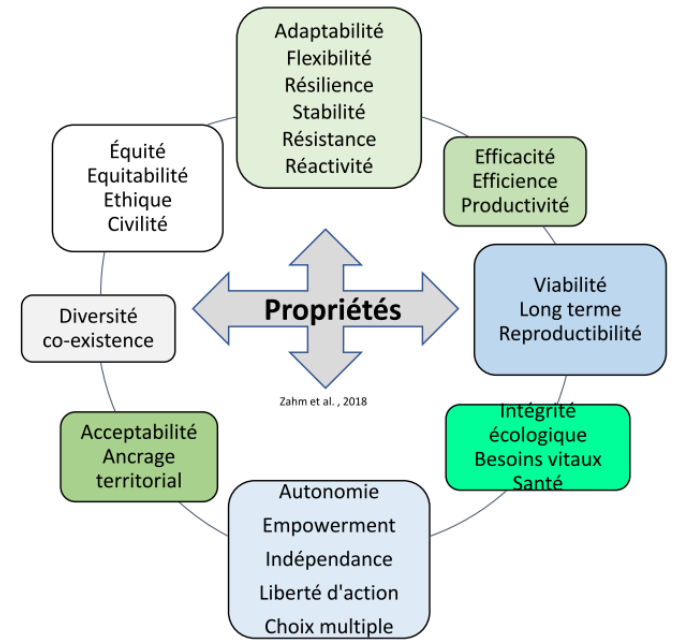 Adaptabilité
Flexibilité
Résilience
Stabilité
Résistance
Réactivité
Efficacité
Efficience
Productivité
Viabilité
Long terme
Reproductibilité
Intégrité
écologique
Besoins vitaux
Santé
Autonomie
Empowerment
Indépendance
Liberté d'action
Choix multiple
Acceptabilité
Ancrage
territorial
Diversité
co-existence
Équité
Equitabilité
Ethique
Civilité
Propriétés
Zahm et al. , 2018